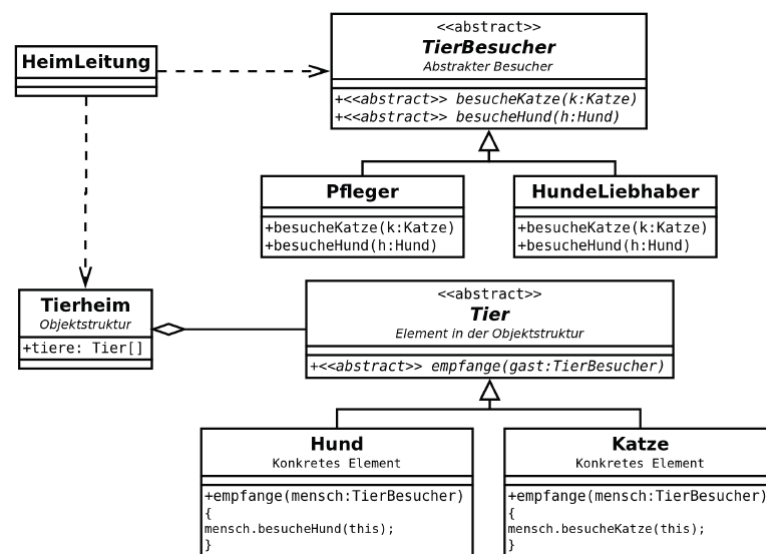 HeimLeitung
<<abstract>>
TierBesucher
Abstrakter Besucher
+<<abstract>> besucheKatze(k:Katze)
+<<abstract>> besucheHund(h:Hund)
Pfleger
+besucheKatze(k:Katze)
+besucheHund(h:Hund)
HundeLiebhaber
+besucheKatze(k:Katze)
+besucheHund(h:Hund)
Tierheim
Objektstruktur
+tiere: Tier[]
<<abstract>>
Tier
Element in der Objektstruktur
+<<abstract>> empfange(gast:TierBesucher)
Hund
Konkretes Element
+empfange(mensch:TierBesucher)
{
mensch.besucheHund(this);
}
Katze
Konkretes Element
+empfange(mensch:TierBesucher)
{
mensch.besucheKatze(this);
}